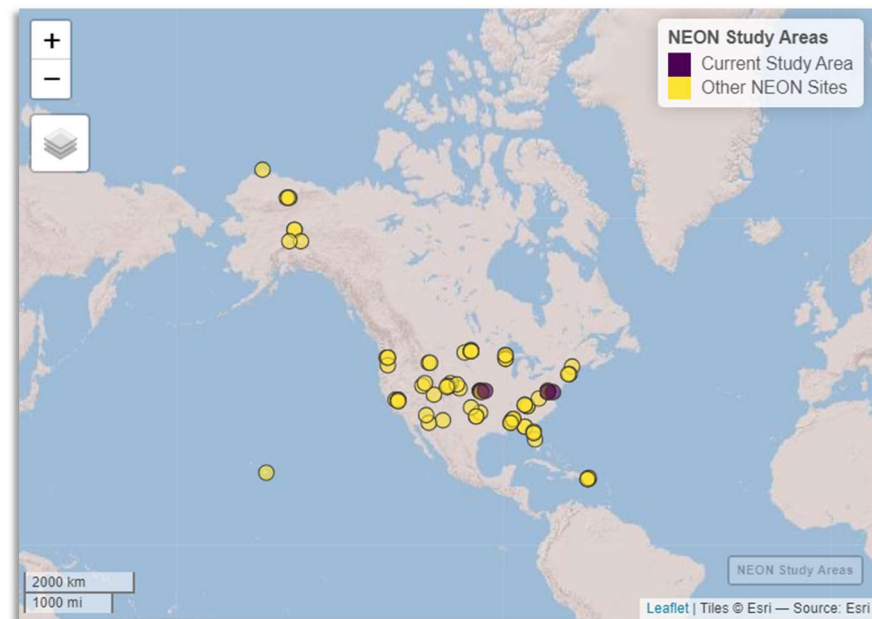 +
−
NEON Study Areas
Current Study Area
Other NEON Sites
NEON Study Areas
2000 km
1000 mi
Leaflet | Tiles © Esri — Source: Esri